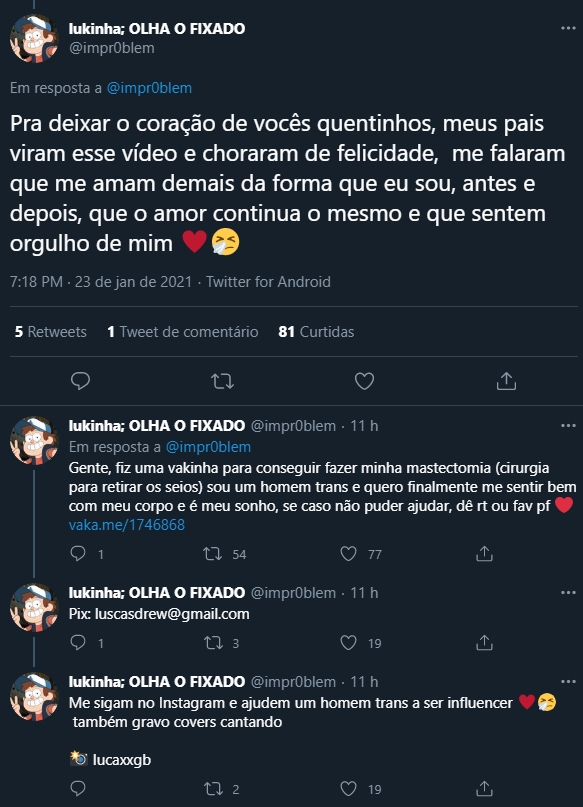 lukinha; OLHA O FIXADO
@impr0blem
Em resposta a @impr0blem
Pra deixar o coração de vocês quentinhos, meus pais
viram esse vídeo e choraram de felicidade,  me falaram
que me amam demais da forma que eu sou, antes e
depois, que o amor continua o mesmo e que sentem
orgulho de mim ❤️🤧
7:18 PM · 23 de jan de 2021 · Twitter for Android
5 Retweets 1 Tweet de comentário 81 Curtidas
lukinha; OLHA O FIXADO @impr0blem · 11 h
Em resposta a @impr0blem
Gente, fiz uma vakinha para conseguir fazer minha mastectomia (cirurgia
para retirar os seios) sou um homem trans e quero finalmente me sentir bem
com meu corpo e é meu sonho, se caso não puder ajudar, dê rt ou fav pf ❤️
vaka.me/1746868
1 54 77
lukinha; OLHA O FIXADO @impr0blem · 11 h
Pix: luscasdrew@gmail.com
1 3 19
lukinha; OLHA O FIXADO @impr0blem · 11 h
Me sigam no Instagram e ajudem um homem trans a ser influencer ❤️🤧
também gravo covers cantando
📸 lucaxxgb
2 19